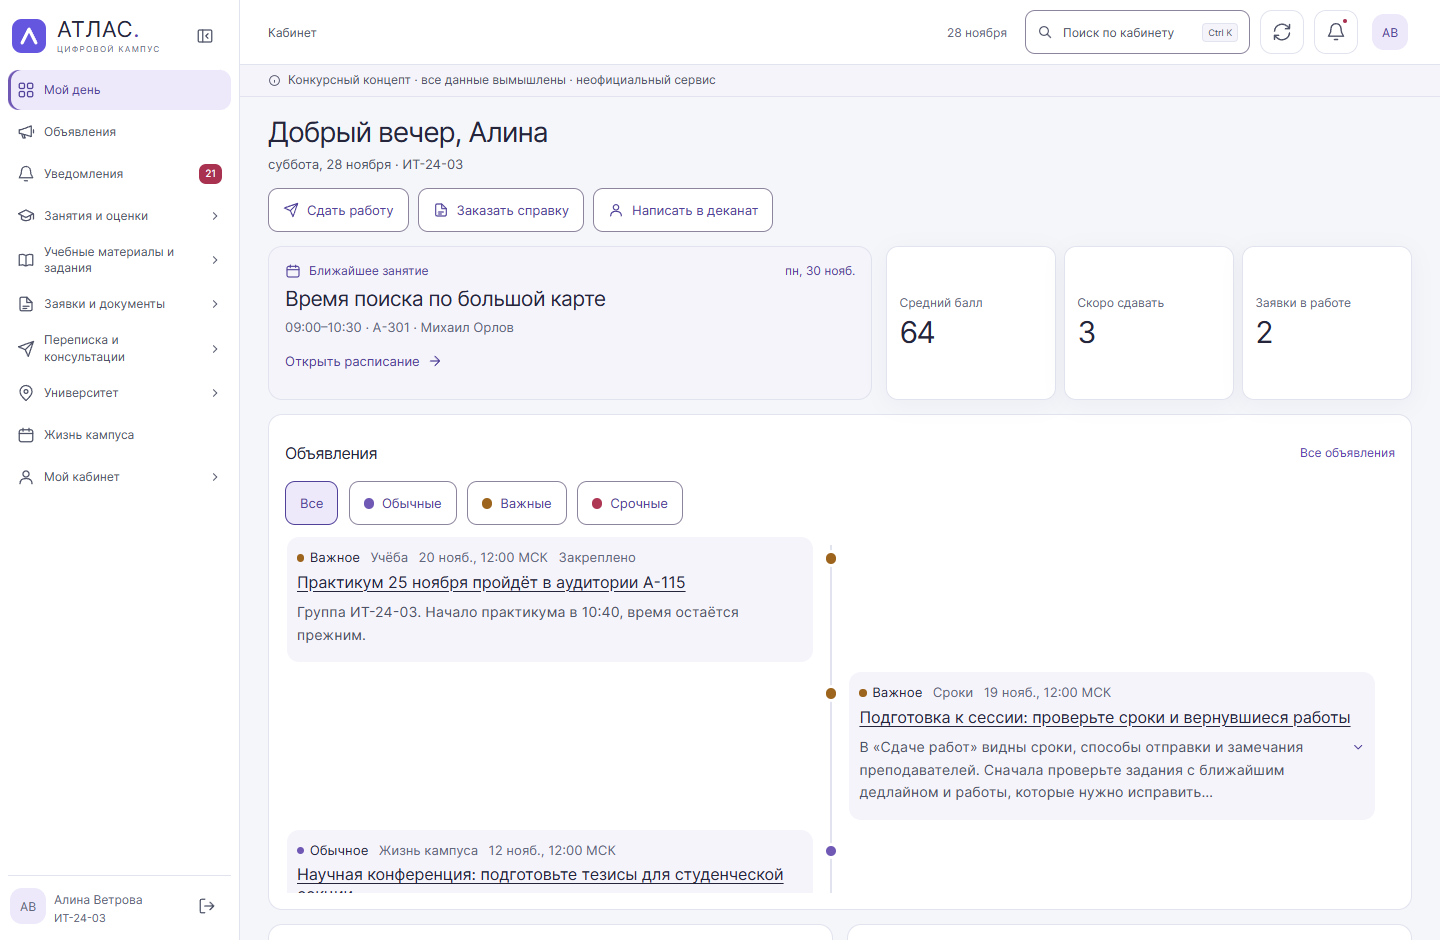 АТЛАС.
ЦИФРОВОЙ КАМПУС
Мой день
Объявления
Уведомления
21
Занятия и оценки
Учебные материалы и
задания
Заявки и документы
Переписка и
консультации
Университет
Жизнь кампуса
Мой кабинет
АВ
Алина Ветрова
ИТ-24-03
Кабинет
28 ноября
Поиск по кабинету
Ctrl K
АВ
Конкурсный концепт · все данные вымышлены · неофициальный сервис
Добрый вечер, Алина
суббота, 28 ноября · ИТ-24-03
Сдать работу
Заказать справку
Написать в деканат
Ближайшее занятие
пн, 30 нояб.
Время поиска по большой карте
09:00–10:30 · А-301 · Михаил Орлов
Открыть расписание
Средний балл
64
Скоро сдавать
3
Заявки в работе
2
Объявления
Все объявления
Все
Обычные
Важные
Срочные
Важное Учёба 20 нояб., 12:00 МСК Закреплено
Практикум 25 ноября пройдёт в аудитории А-115
Группа ИТ-24-03. Начало практикума в 10:40, время остаётся
прежним.
Важное Сроки 19 нояб., 12:00 МСК
Подготовка к сессии: проверьте сроки и вернувшиеся работы
В «Сдаче работ» видны сроки, способы отправки и замечания
преподавателей. Сначала проверьте задания с ближайшим
дедлайном и работы, которые нужно исправить...
Обычное Жизнь кампуса 12 нояб., 12:00 МСК
Научная конференция: подготовьте тезисы для студенческой